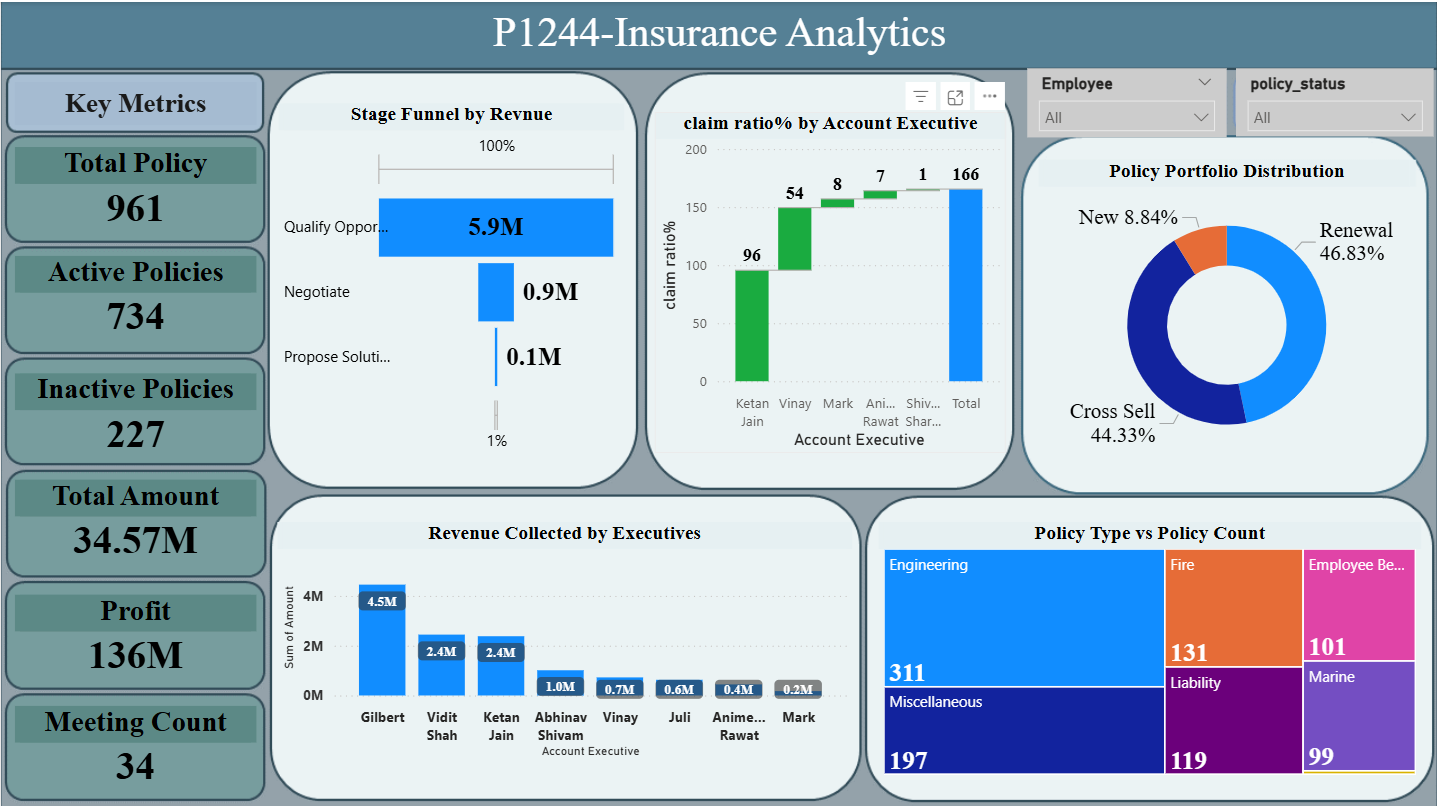 P1244-Insurance Analytics
Key Metrics
Total Policy
961
Active Policies
734
Inactive Policies
227
Total Amount
34.57M
Profit
136M
Meeting Count
34
Stage Funnel by Revnue
100%
Qualify Oppor...
5.9M
Negotiate
0.9M
Propose Soluti...
0.1M
1%
claim ratio% by Account Executive
claim ratio%
200
150
100
50
0
96
54
8
7
1
166
Ketan
Jain
Vinay
Mark
Ani...
Rawat
Shiv...
Shar...
Total
Account Executive
Employee
All
policy_status
All
Policy Portfolio Distribution
New 8.84%
Renewal
46.83%
Cross Sell
44.33%
Revenue Collected by Executives
Sum of Amount
4M
2M
0M
4.5M
2.4M
2.4M
1.0M
0.7M
0.6M
0.4M
0.2M
Gilbert
Vidit
Shah
Ketan
Jain
Abhinav
Shivam
Vinay
Juli
Anime...
Rawat
Mark
Account Executive
Policy Type vs Policy Count
Engineering
311
Miscellaneous
197
Fire
131
Liability
119
Employee Be...
101
Marine
99